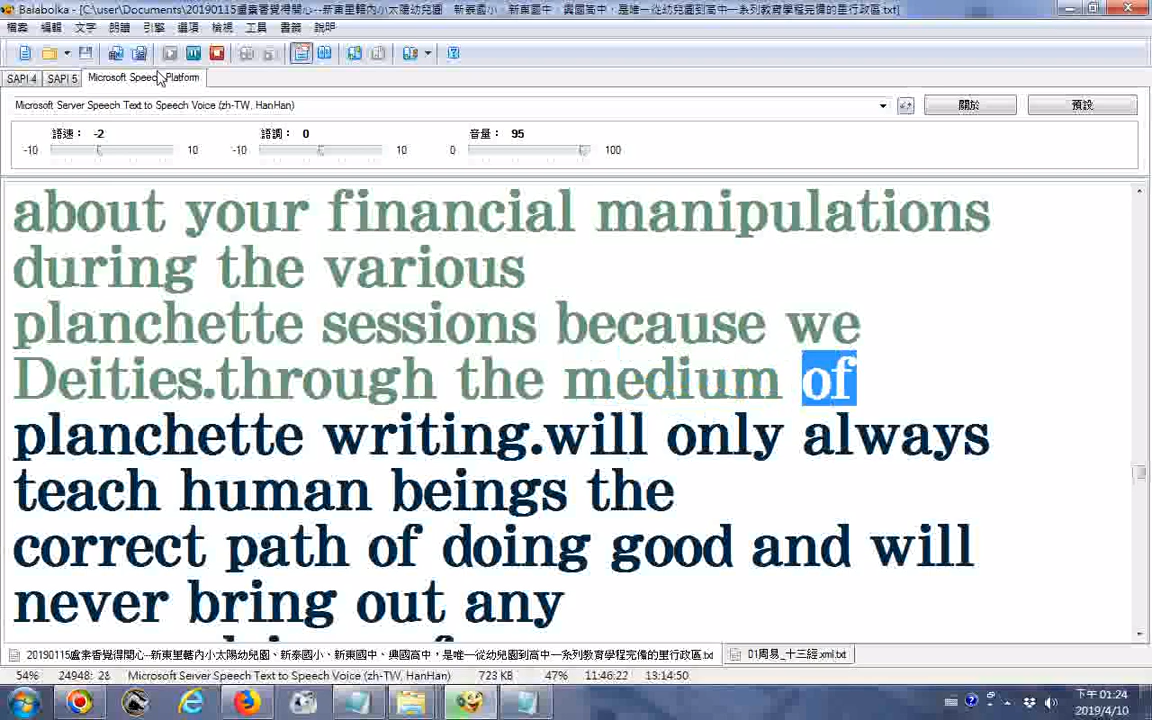 Balabolka - [C:\user\Documents\20190115盧素香覺得開心--新東里轄內小太陽幼兒園、新泰國小、新東國中、興國高中，是唯一從幼兒園到高中一系列教育學程完備的里行政區.txt]
檔案 編輯 文字 朗讀 引擎 選項 檢視 工具 書籤 說明
SAPI 4 SAPI 5 Microsoft Speech Platform
Microsoft Server Speech Text to Speech Voice (zh-TW, HanHan) 關於 預設
語速： -2 語調： 0 音量： 95
-10 10 -10 10 0 100
about your financial manipulations
during the various
planchette sessions because we
Deities.through the medium of
planchette writing.will only always
teach human beings the
correct path of doing good and will
never bring out any
20190115盧素香覺得開心--新東里轄內小太陽幼兒園、新泰國小、新東國中、興國高中，是唯一從幼兒園到高中一系列教育學程完備的里行政區.txt 01周易_十三經.txt
54% 24948: 28 Microsoft Server Speech Text to Speech Voice (zh-TW, HanHan) 723 KB 47% 11:46:22 13:14:50
下午 01:24
2019/4/10